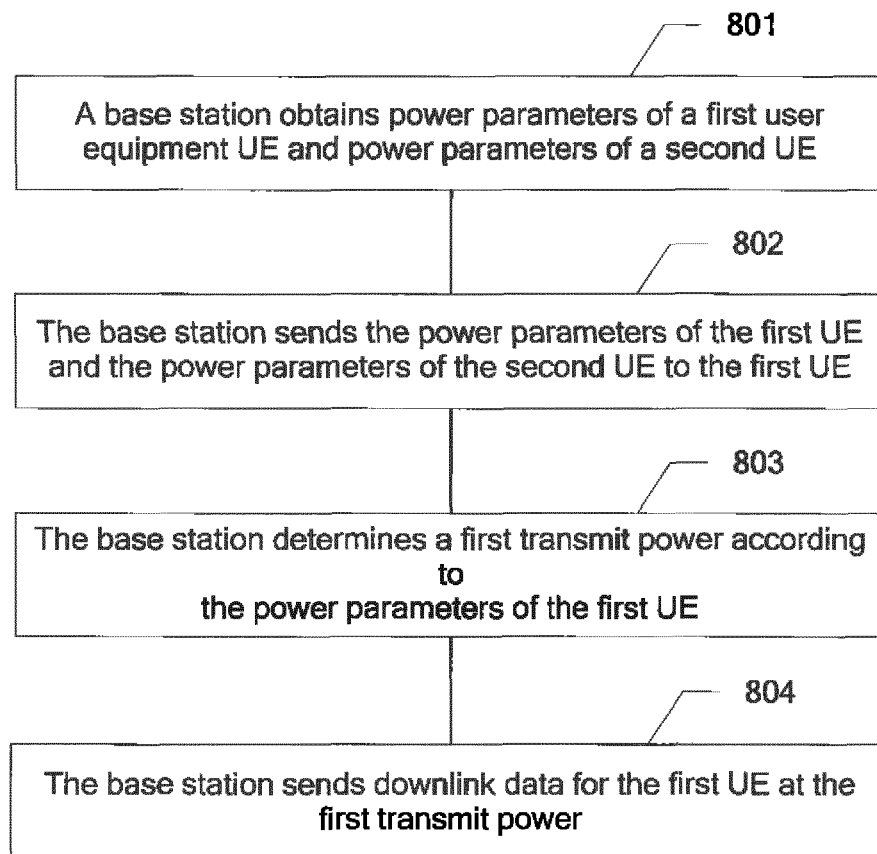 801
A base station obtains power parameters of a first user
equipment UE and power parameters of a second UE
802
The base station sends the power parameters of the first UE
and the power parameters of the second UE to the first UE
803
The base station determines a first transmit power according
to
the power parameters of the first UE
804
The base station sends downlink data for the first UE at the
first transmit power